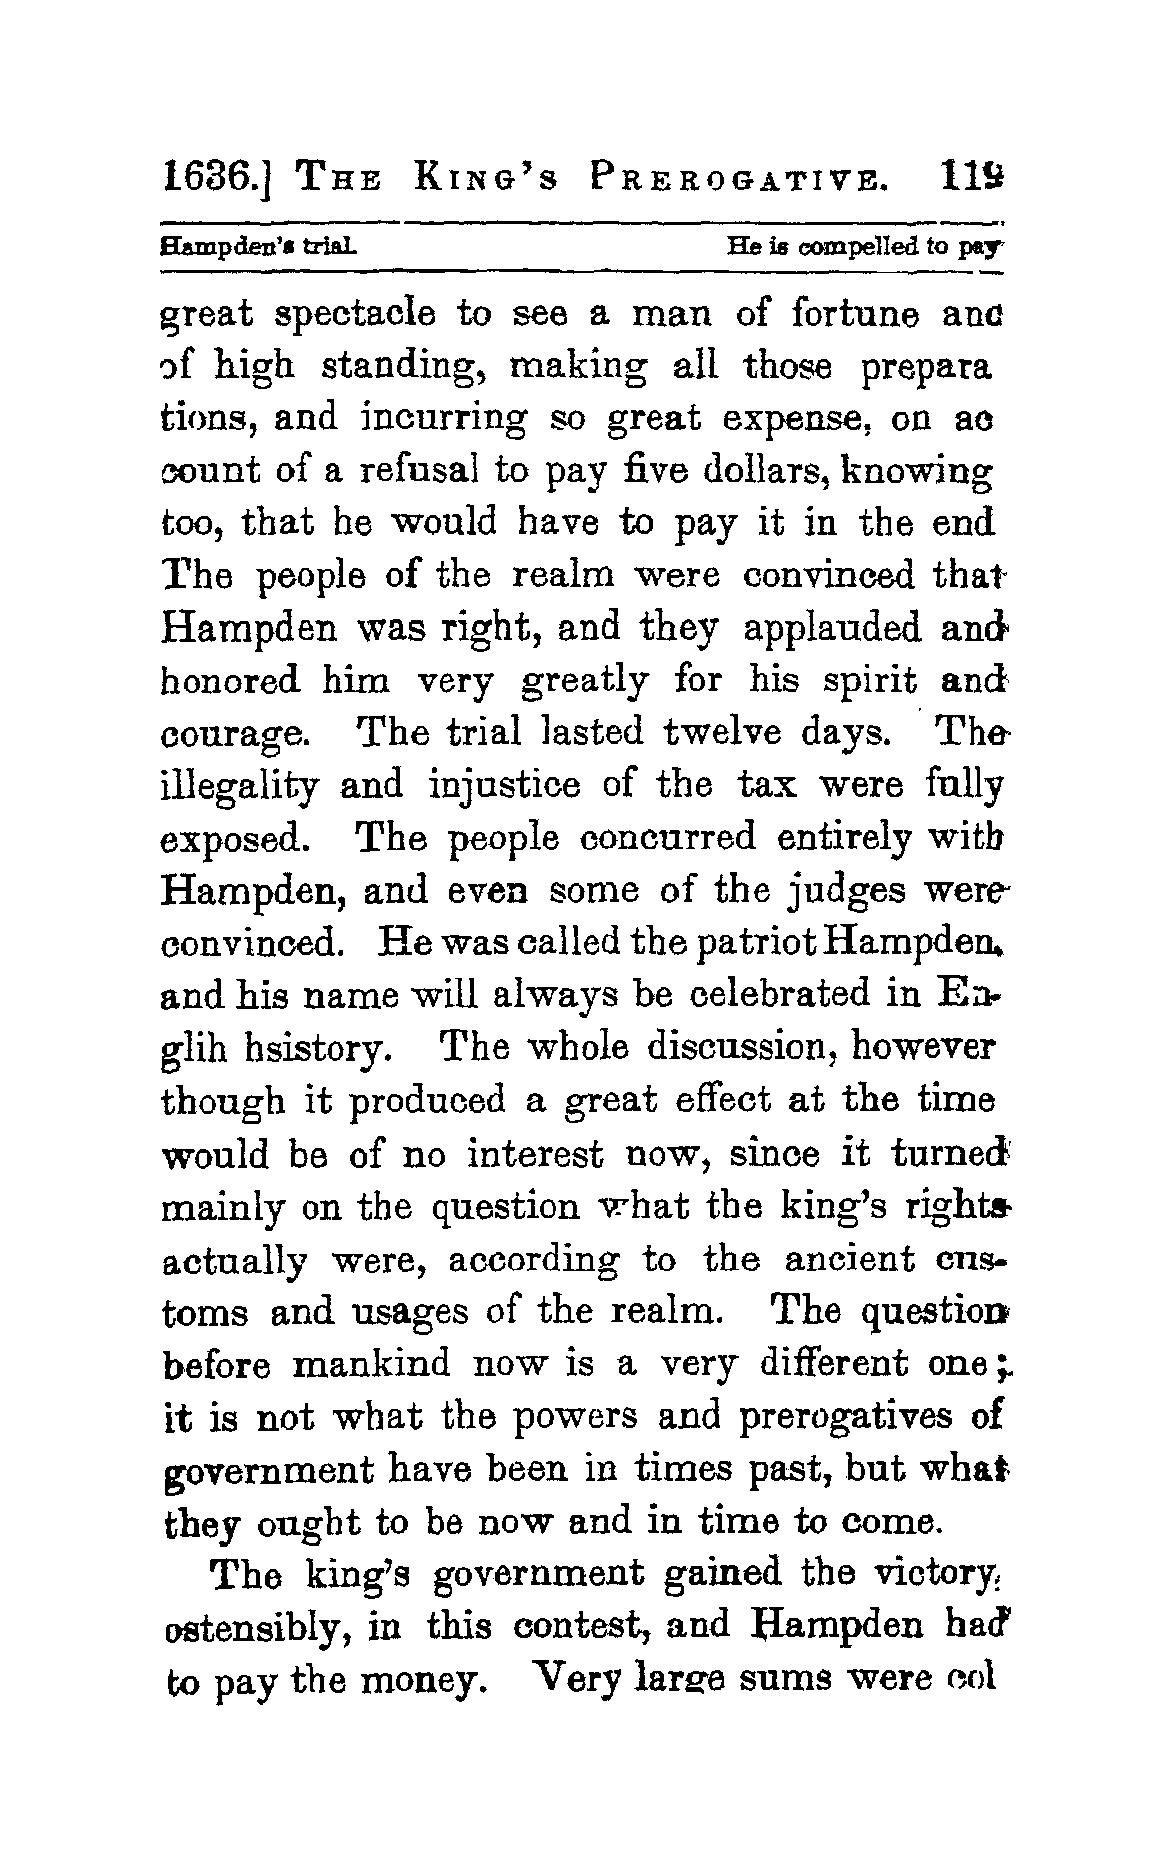 1636.] THE KING'S PREROGATIVE. 119
Hampden's trial. He is compelled to pay
great spectacle to see a man of fortune and
of high standing, making all those prepara
tions, and incurring so great expense, on ac
count of a refusal to pay five dollars, knowing
too, that he would have to pay it in the end
The people of the realm were convinced that
Hampden was right, and they applauded and
honored him very greatly for his spirit and
courage. The trial lasted twelve days. The
illegality and injustice of the tax were fully
exposed. The people concurred entirely with
Hampden, and even some of the judges were
convinced. He was called the patriot Hampden,
and his name will always be celebrated in En-
glih hsistory. The whole discussion, however
though it produced a great effect at the time
would be of no interest now, since it turned
mainly on the question what the king's rights
actually were, according to the ancient cus-
toms and usages of the realm. The question
before mankind now is a very different one;
it is not what the powers and prerogatives of
government have been in times past, but what
they ought to be now and in time to come.
The king's government gained the victory,
ostensibly, in this contest, and Hampden had
to pay the money. Very large sums were col